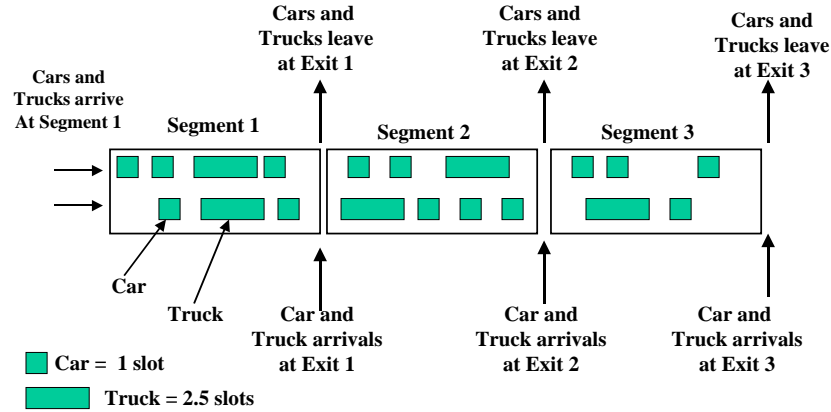 Cars and
Trucks leave
at Exit 1
Cars and
Trucks leave
at Exit 2
Cars and
Trucks leave
at Exit 3
Cars and
Trucks arrive
At Segment 1
Segment 1
Segment 2
Segment 3
Car
Truck
Car and
Truck arrivals
at Exit 1
Car and
Truck arrivals
at Exit 2
Car and
Truck arrivals
at Exit 3
Car = 1 slot
Truck = 2.5 slots